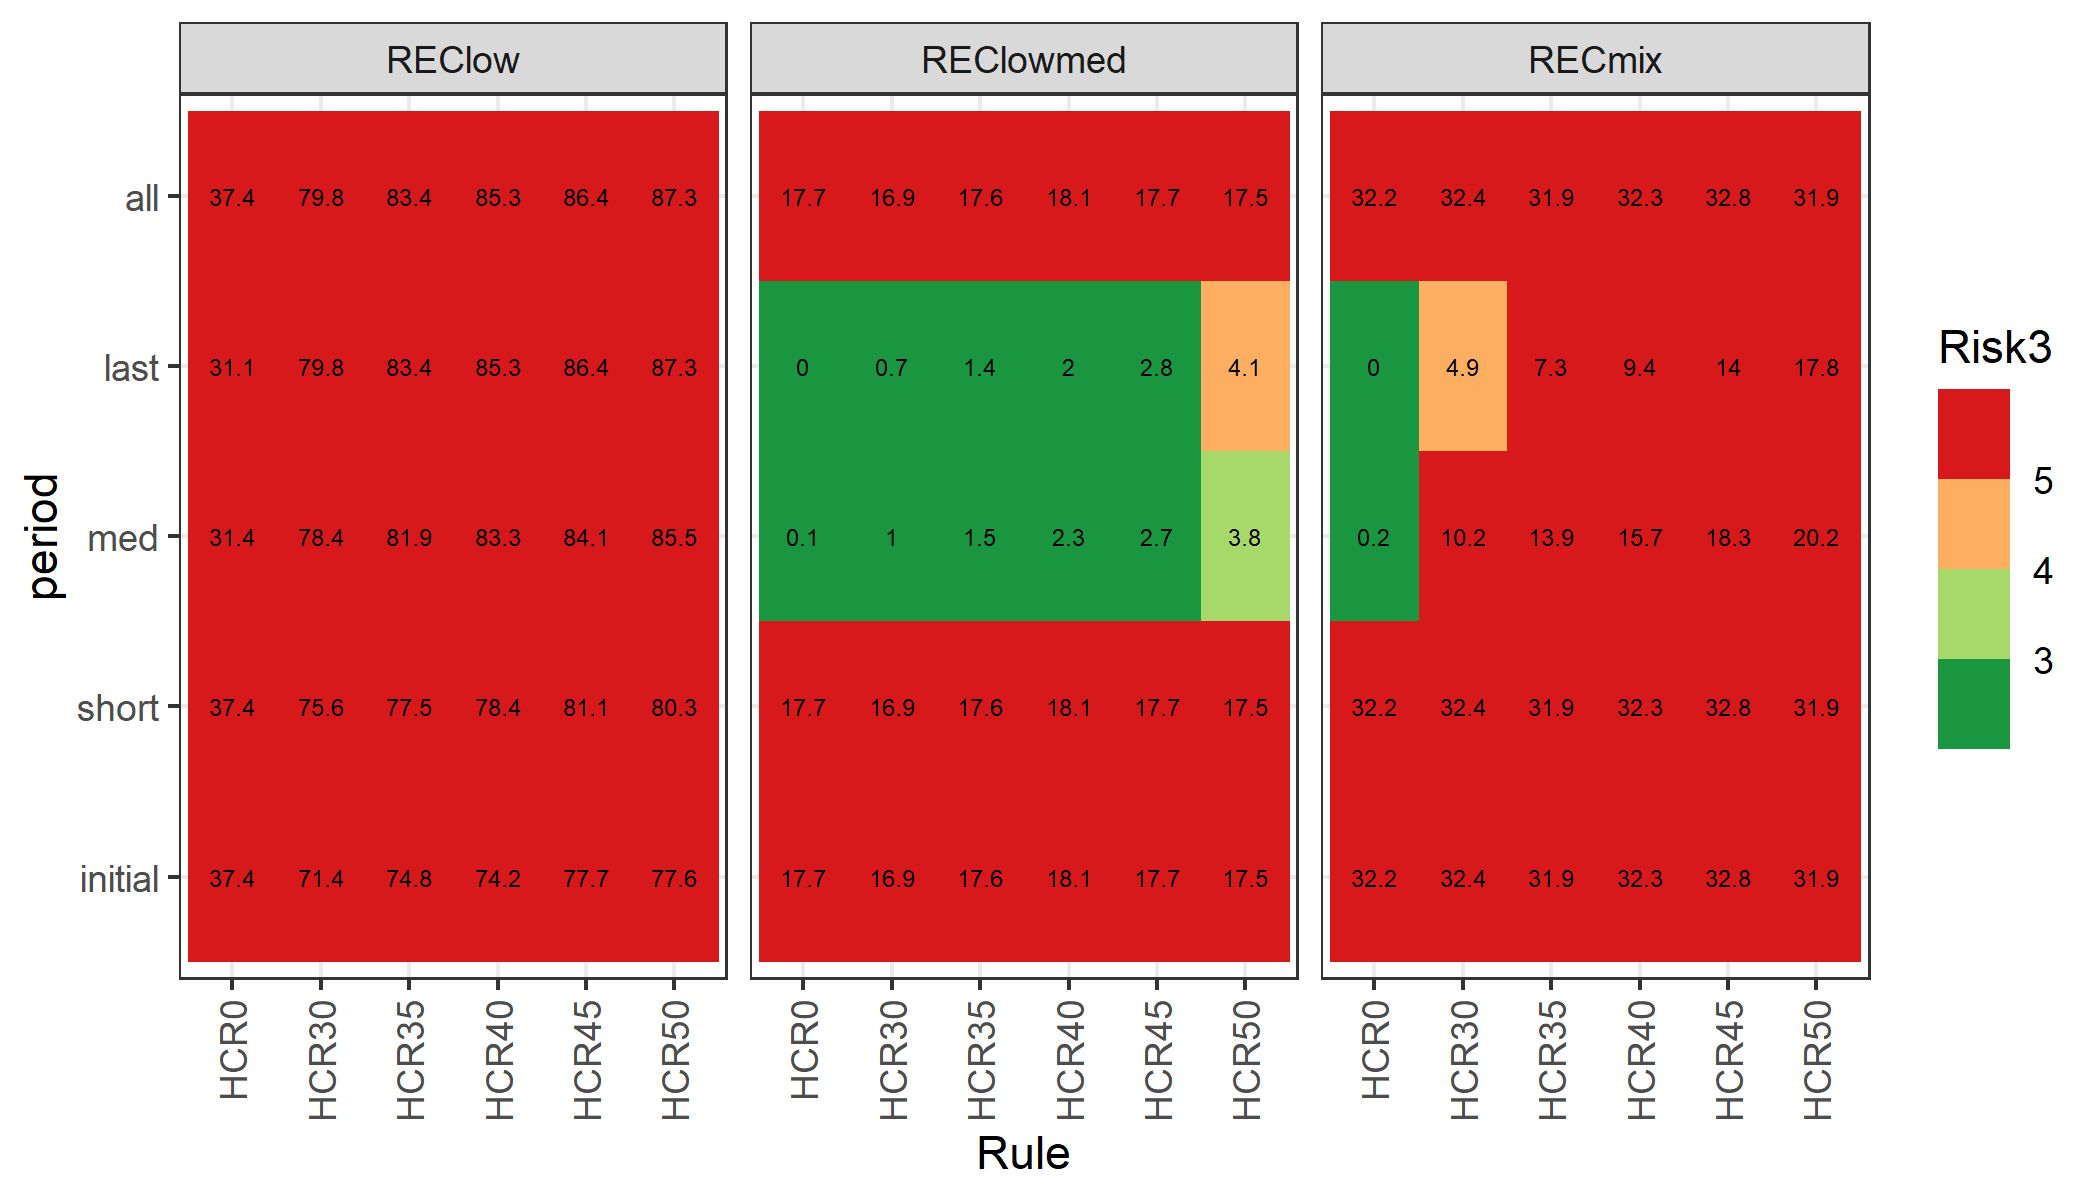 REClow REClowmed RECmix
all 37.4 79.8 83.4 85.3 86.4 87.3 17.7 16.9 17.6 18.1 17.7 17.5 32.2 32.4 31.9 32.3 32.8 31.9
last 31.1 79.8 83.4 85.3 86.4 87.3 0 0.7 1.4 2 2.8 4.1 0 4.9 7.3 9.4 14 17.8
med 31.4 78.4 81.9 83.3 84.1 85.5 0.1 1 1.5 2.3 2.7 3.8 0.2 10.2 13.9 15.7 18.3 20.2
short 37.4 75.6 77.5 78.4 81.1 80.3 17.7 16.9 17.6 18.1 17.7 17.5 32.2 32.4 31.9 32.3 32.8 31.9
initial 37.4 71.4 74.8 74.2 77.7 77.6 17.7 16.9 17.6 18.1 17.7 17.5 32.2 32.4 31.9 32.3 32.8 31.9
HCR0 HCR30 HCR35 HCR40 HCR45 HCR50 HCR0 HCR30 HCR35 HCR40 HCR45 HCR50 HCR0 HCR30 HCR35 HCR40 HCR45 HCR50
Rule
period
Risk3
5
4
3